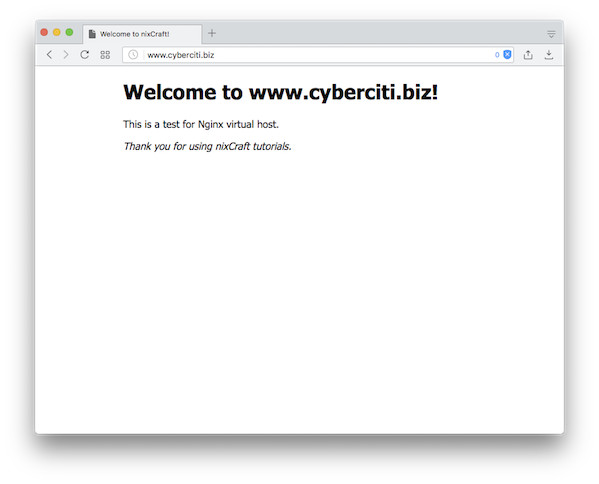 Welcome to nixCraft!
www.cyberciti.biz
0
Welcome to www.cyberciti.biz!
This is a test for Nginx virtual host.
Thank you for using nixCraft tutorials.